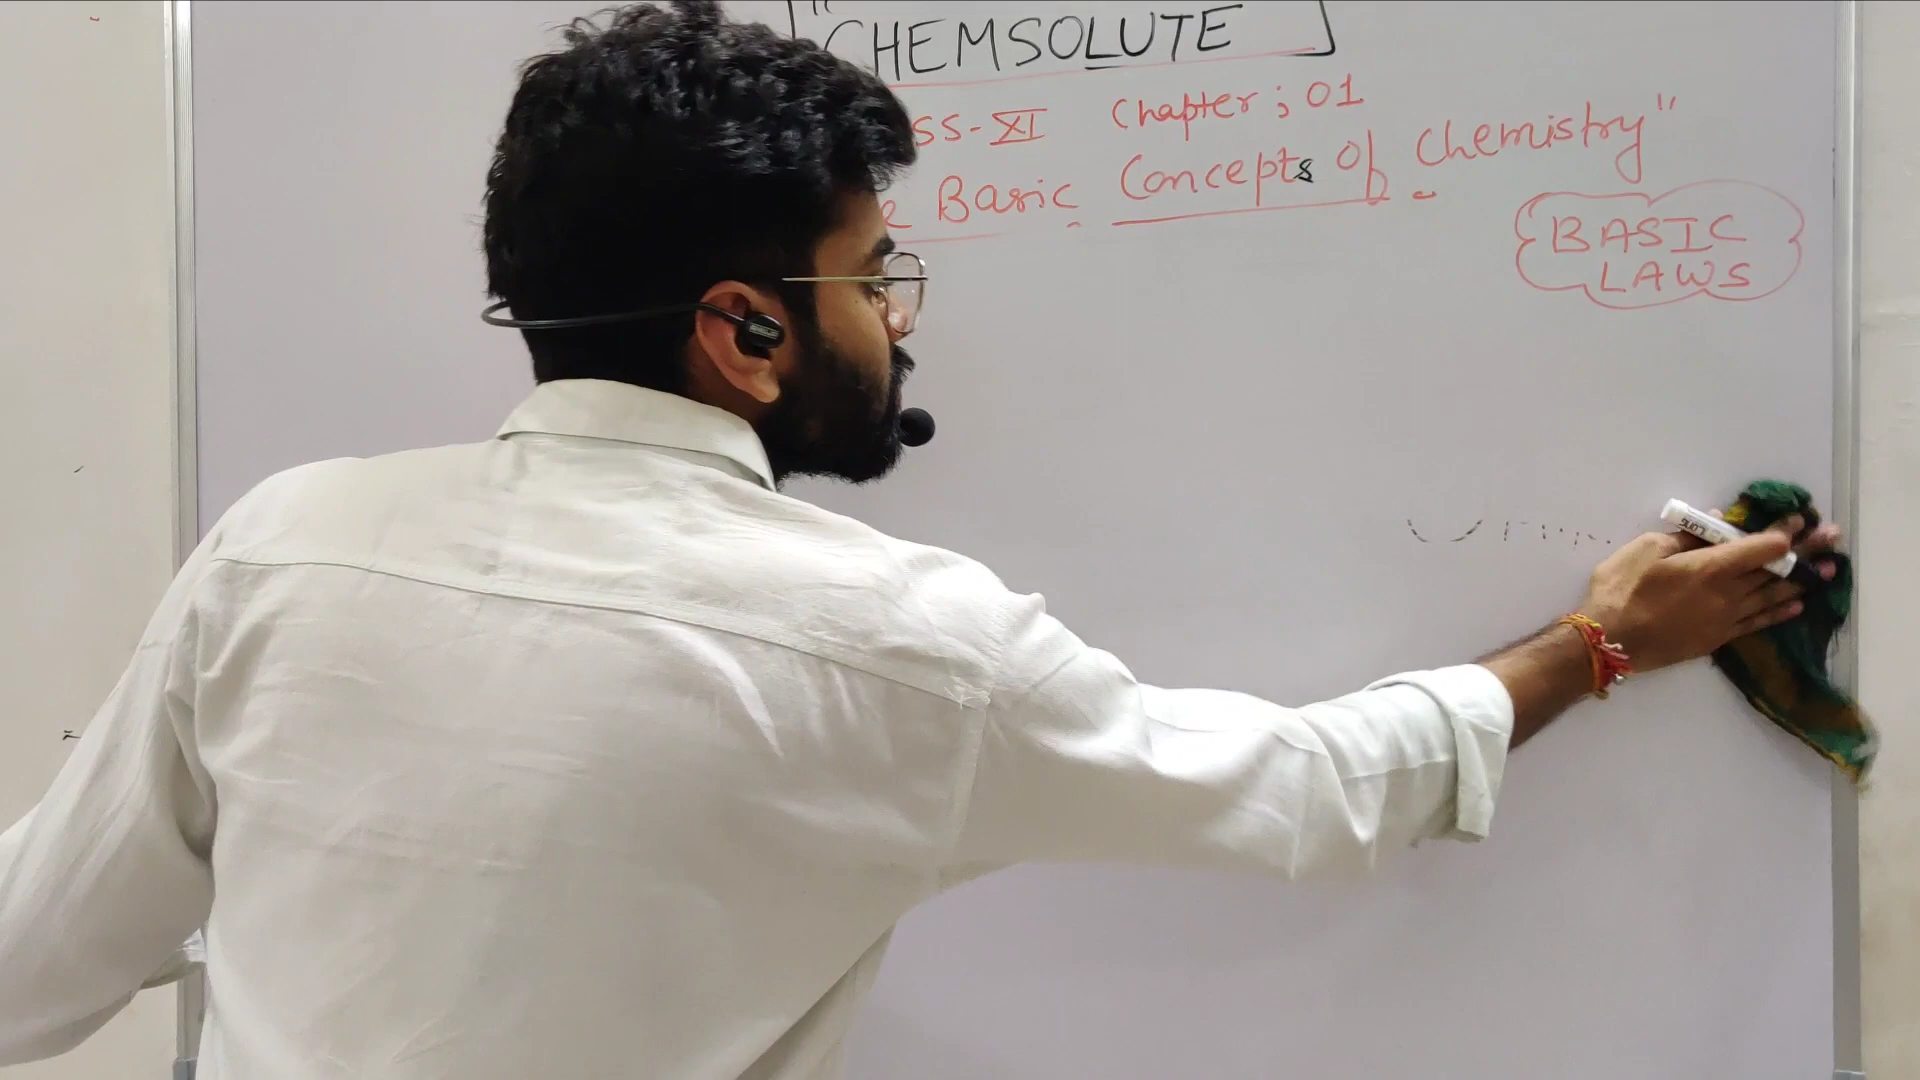 "CHEMSOLUTE
SS-XI Chapter ; 01
e Basic Concepts Of Chemistry"
BASIC
LAWS